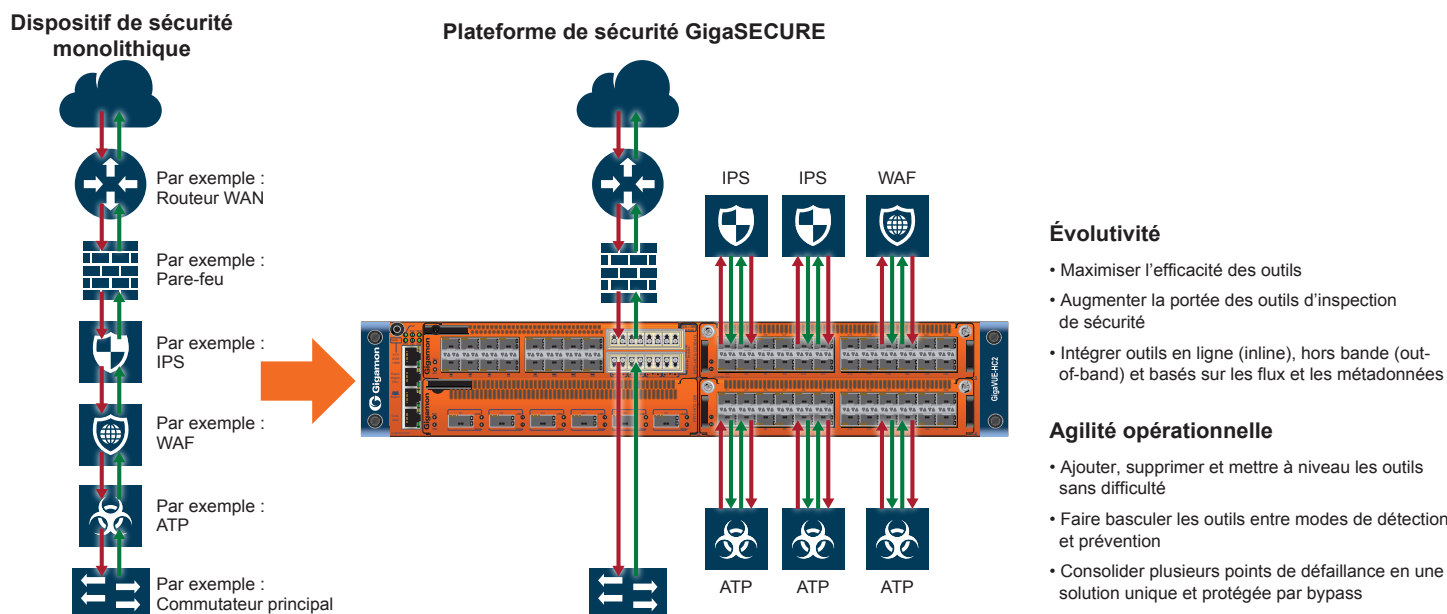 Dispositif de sécurité
monolithique
Par exemple :
Routeur WAN
Par exemple :
Pare-feu
Par exemple :
IPS
Par exemple :
WAF
Par exemple :
ATP
Par exemple :
Commutateur principal
Plateforme de sécurité GigaSECURE
IPS
IPS
WAF
Gigamon
Gigamon
Gigamon
GigaVUE-HC2
ATP
ATP
ATP
Évolutivité
• Maximiser l’efficacité des outils
• Augmenter la portée des outils d’inspection
de sécurité
• Intégrer outils en ligne (inline), hors bande (out-
of-band) et basés sur les flux et les métadonnées
Agilité opérationnelle
• Ajouter, supprimer et mettre à niveau les outils
sans difficulté
• Faire basculer les outils entre modes de détection
et prévention
• Consolider plusieurs points de défaillance en une
solution unique et protégée par bypass